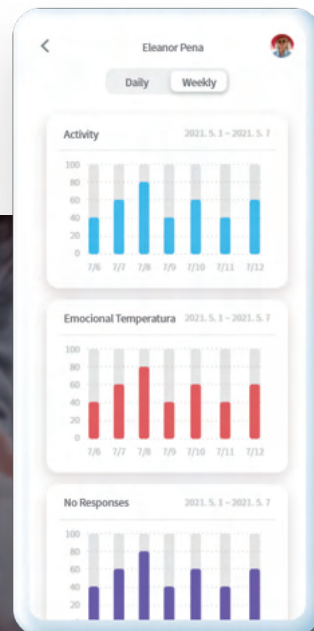 Eleanor Pena
Daily Weekly
Activity 2021. 5. 1 ~ 2021. 5. 7
100
80
60
40
20
0
7/6 7/7 7/8 7/9 7/10 7/11 7/12
Emocional Temperatura 2021. 5. 1 ~ 2021. 5. 7
100
80
60
40
20
0
7/6 7/7 7/8 7/9 7/10 7/11 7/12
No Responses 2021. 5. 1 ~ 2021. 5. 7
100
80
60
40
20